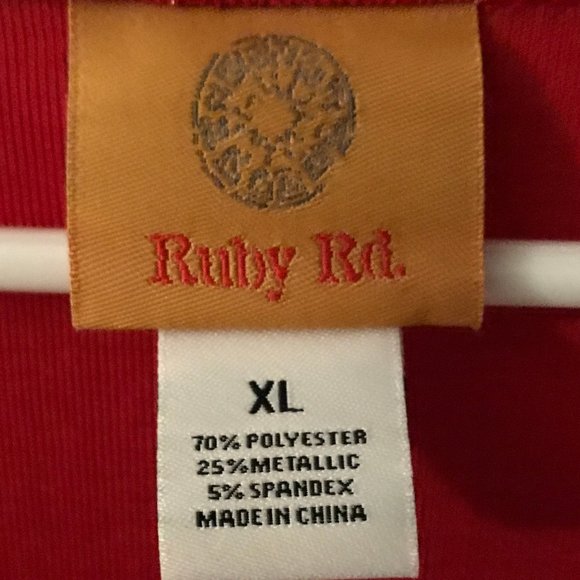 Ruby Rd.
XL
70% POLYESTER
25% METALLIC
5% SPANDEX
MADE IN CHINA